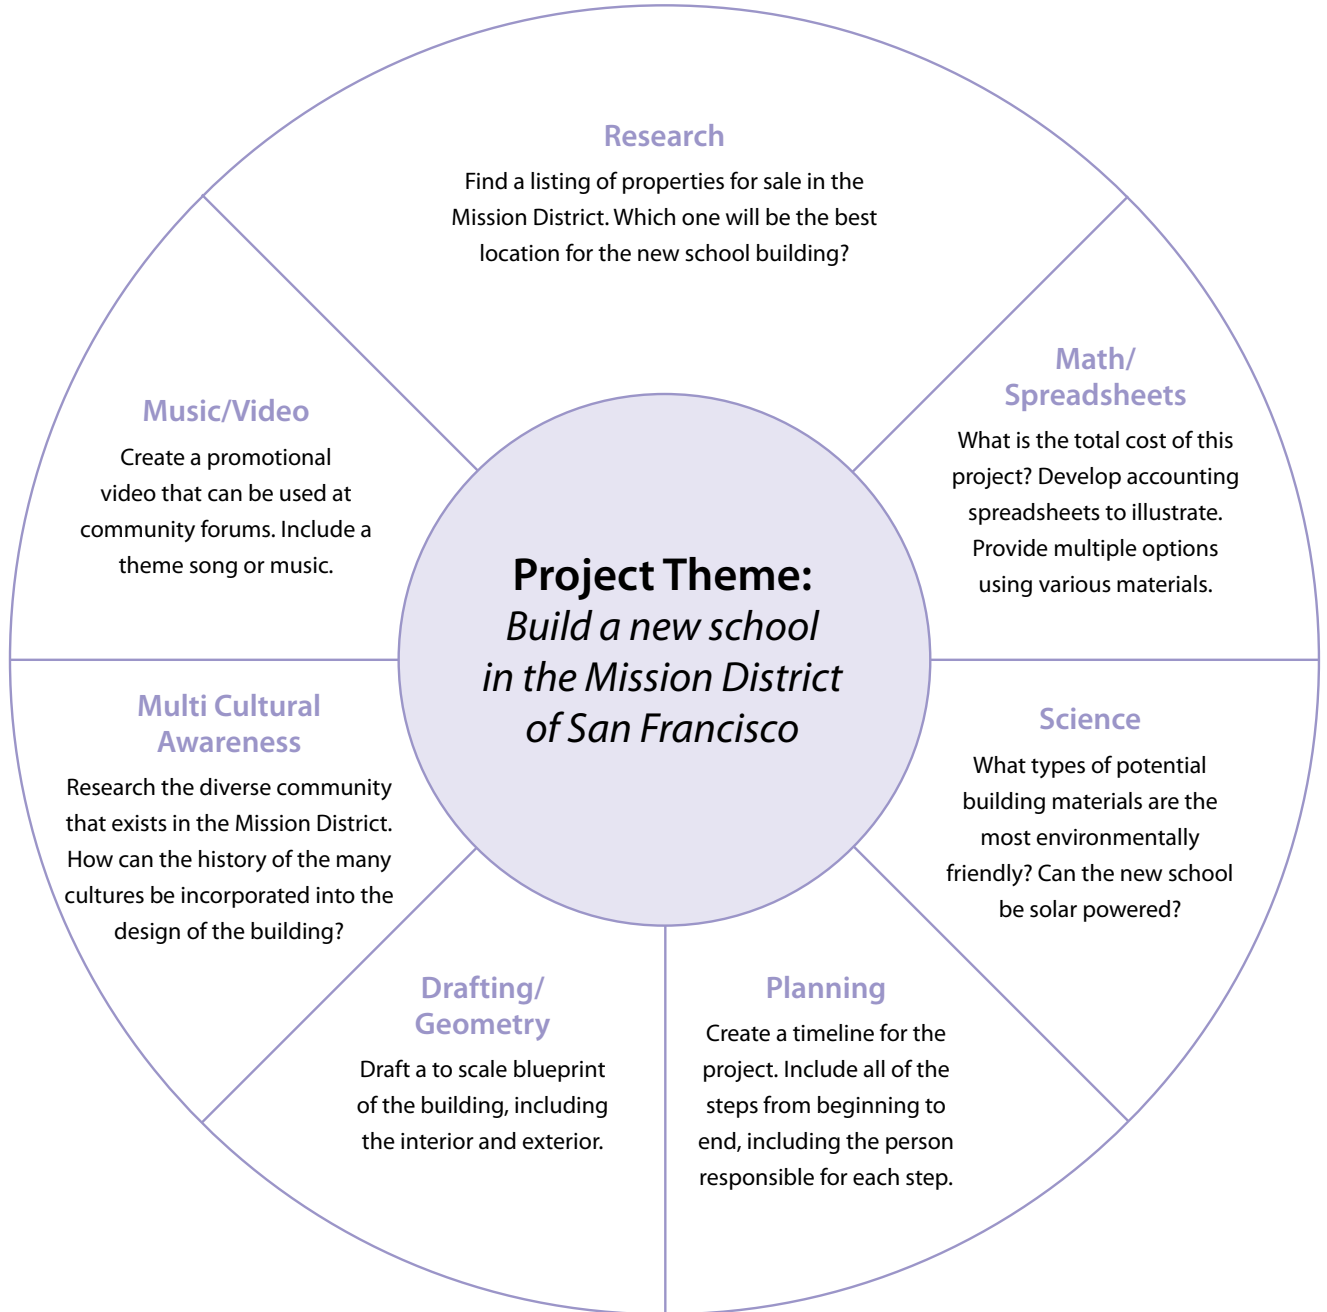 Research
Find a listing of properties for sale in the
Mission District. Which one will be the best
location for the new school building?
Math/
Spreadsheets
What is the total cost of this
project? Develop accounting
spreadsheets to illustrate.
Provide multiple options
using various materials.
Science
What types of potential
building materials are the
most environmentally
friendly? Can the new school
be solar powered?
Planning
Create a timeline for the
project. Include all of the
steps from beginning to
end, including the person
responsible for each step.
Drafting/
Geometry
Draft a to scale blueprint
of the building, including
the interior and exterior.
Multi Cultural
Awareness
Research the diverse community
that exists in the Mission District.
How can the history of the many
cultures be incorporated into the
design of the building?
Music/Video
Create a promotional
video that can be used at
community forums. Include a
theme song or music.
Project Theme:
Build a new school
in the Mission District
of San Francisco